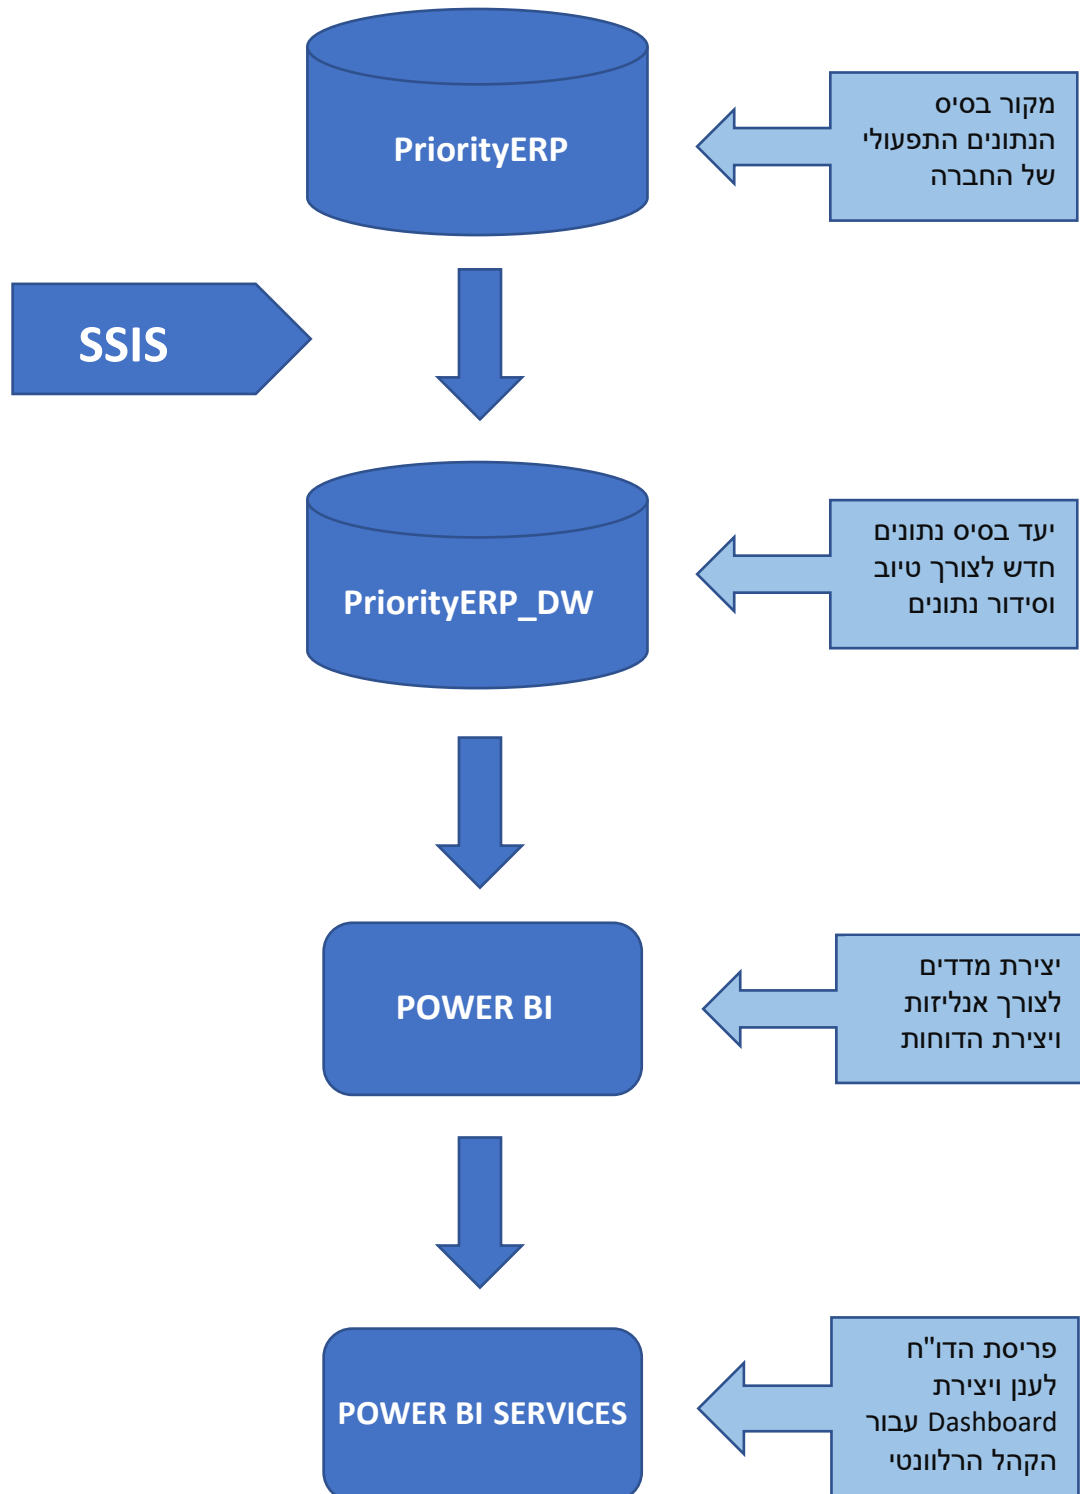 PriorityERP
מקור בסיס
הנתונים התפעולי
של החברה
SSIS
PriorityERP_DW
יעד בסיס נתונים
חדש לצורך טיוב
וסידור נתונים
POWER BI
יצירת מדדים
לצורך אנליזות
ויצירת הדוחות
POWER BI SERVICES
פריסת הדו"ח
לענן ויצירת
Dashboard עבור
הקהל הרלוונטי